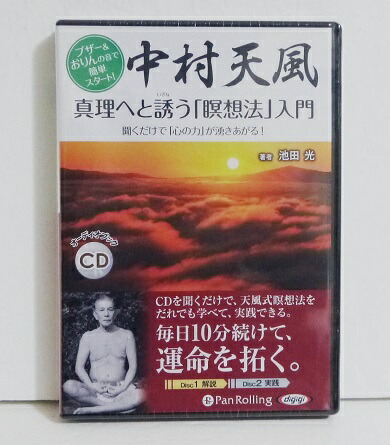 ブザー&
おりんの音で
簡単
スタート!
中村天風
真理へと誘う「瞑想法」入門
いざな
聞くだけで「心の力」が湧きあがる!
著者 池田 光
オーディオブック
CD
CDを聞くだけで、天風式瞑想法を
だれでも学べて、実践できる。
毎日10分続けて、
運命を拓く。
Disc1 解説 Disc2 実践
PanRolling digigi